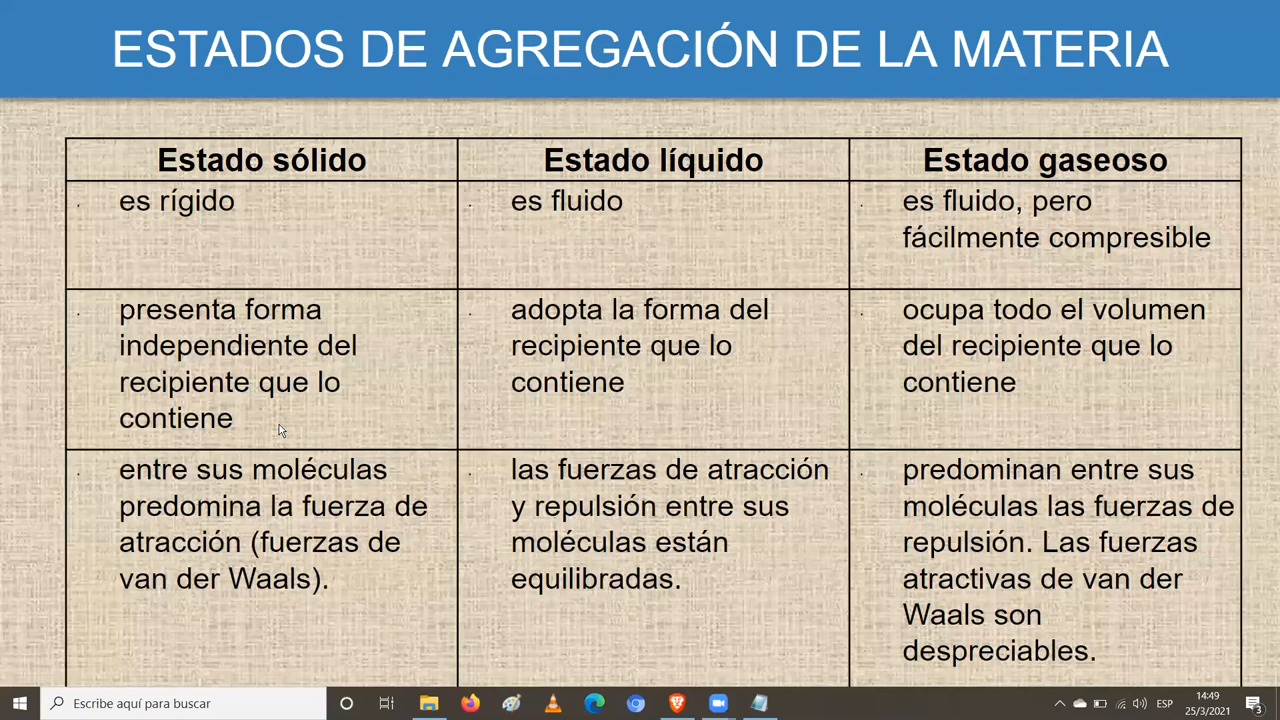 ESTADOS DE AGREGACIÓN DE LA MATERIA
Estado sólido
Estado líquido
Estado gaseoso
es rígido
es fluido
es fluido, pero
fácilmente compresible
presenta forma
independiente del
recipiente que lo
contiene
adopta la forma del
recipiente que lo
contiene
ocupa todo el volumen
del recipiente que lo
contiene
entre sus moléculas
predomina la fuerza de
atracción (fuerzas de
van der Waals).
las fuerzas de atracción
y repulsión entre sus
moléculas están
equilibradas.
predominan entre sus
moléculas las fuerzas de
repulsión. Las fuerzas
atractivas de van der
Waals son
despreciables.
Escribe aquí para buscar
ESP
14:49
25/3/2021
3